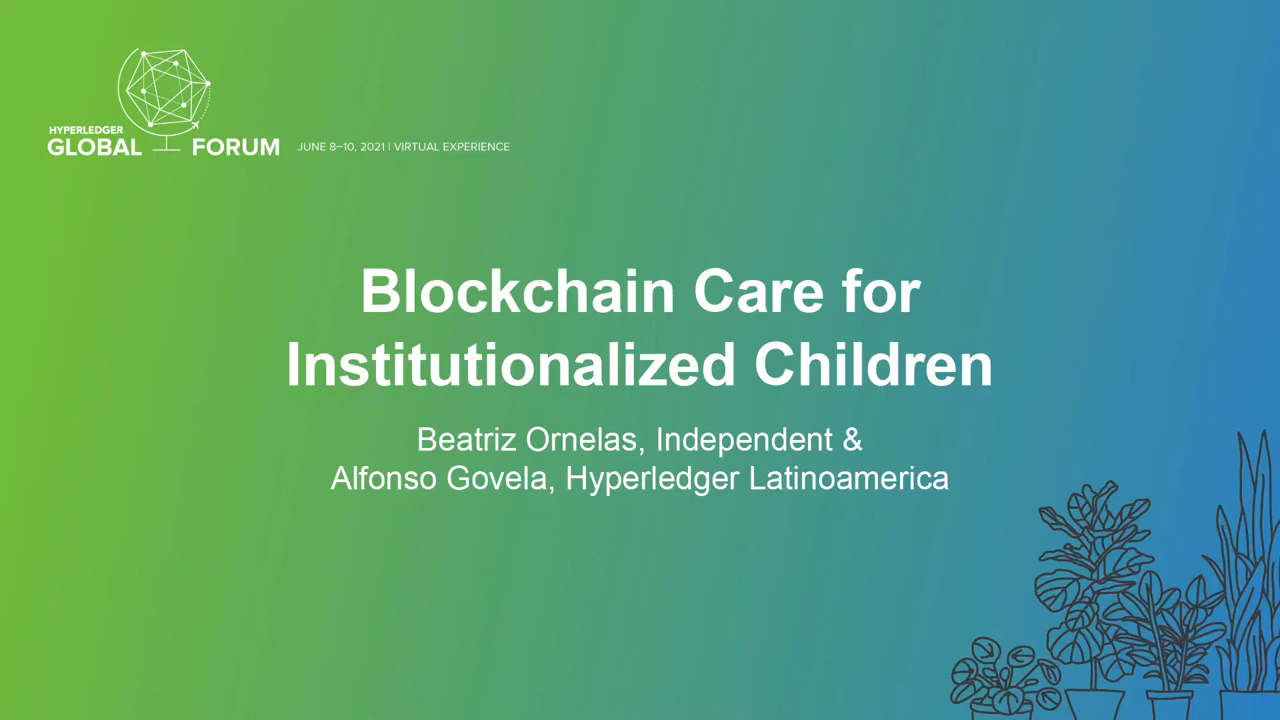 HYPERLEDGER
GLOBAL FORUM
JUNE 8–10, 2021 | VIRTUAL EXPERIENCE
Blockchain Care for
Institutionalized Children
Beatriz Ornelas, Independent &
Alfonso Govela, Hyperledger Latinoamerica